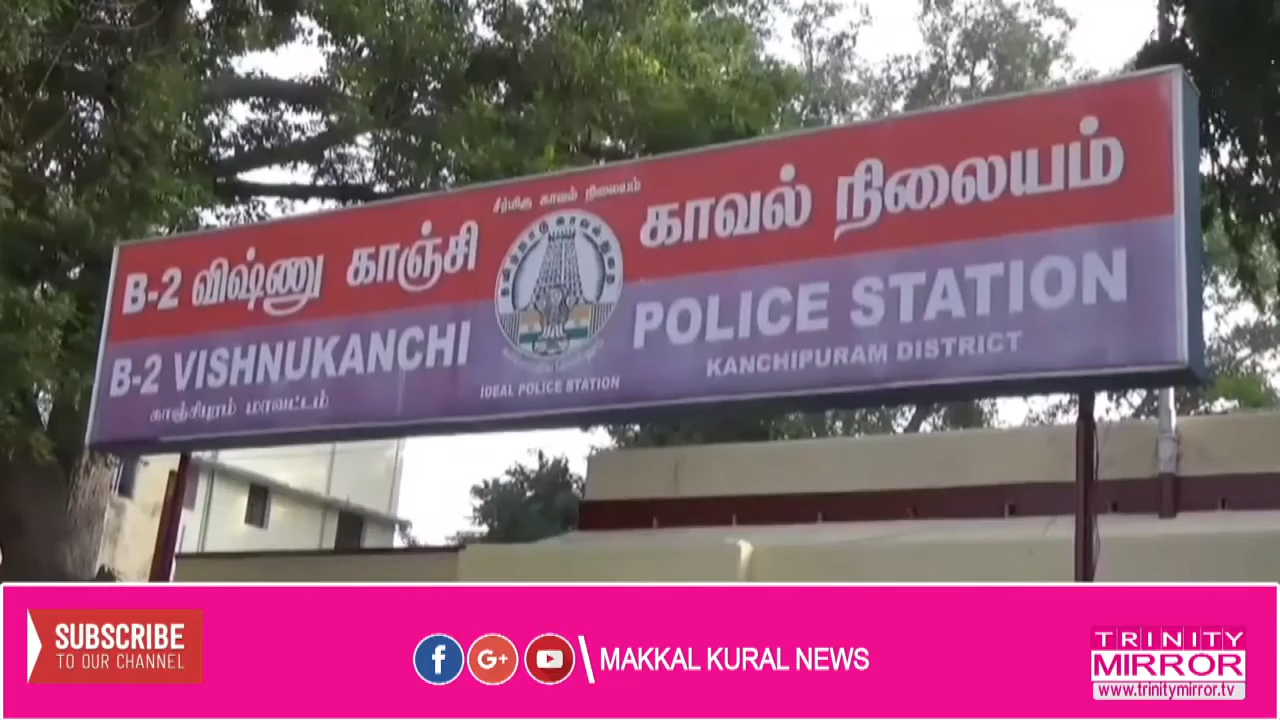 சீர்மிகு காவல் நிலையம்
B-2 விஷ்ணு காஞ்சி காவல் நிலையம்
B-2 VISHNUKANCHI POLICE STATION
காஞ்சிபுரம் மாவட்டம் IDEAL POLICE STATION KANCHIPURAM DISTRICT
SUBSCRIBE
TO OUR CHANNEL
f G+ MAKKAL KURAL NEWS
TRINITY
MIRROR
www.trinitymirror.tv